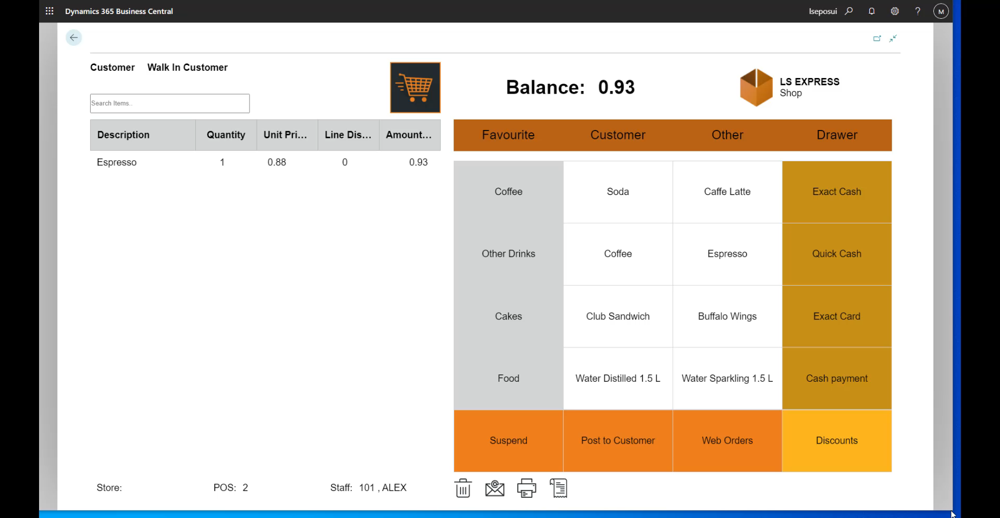 Dynamics 365 Business Central
lseposui
?
M
Customer Walk In Customer
Search Items..
Balance: 0.93
LS EXPRESS
Shop
Description Quantity Unit Pri... Line Dis... Amount...
Espresso 1 0.88 0 0.93
Favourite Customer Other Drawer
Coffee Soda Caffe Latte Exact Cash
Other Drinks Coffee Espresso Quick Cash
Cakes Club Sandwich Buffalo Wings Exact Card
Food Water Distilled 1.5 L Water Sparkling 1.5 L Cash payment
Suspend Post to Customer Web Orders Discounts
Store: POS: 2 Staff: 101 , ALEX